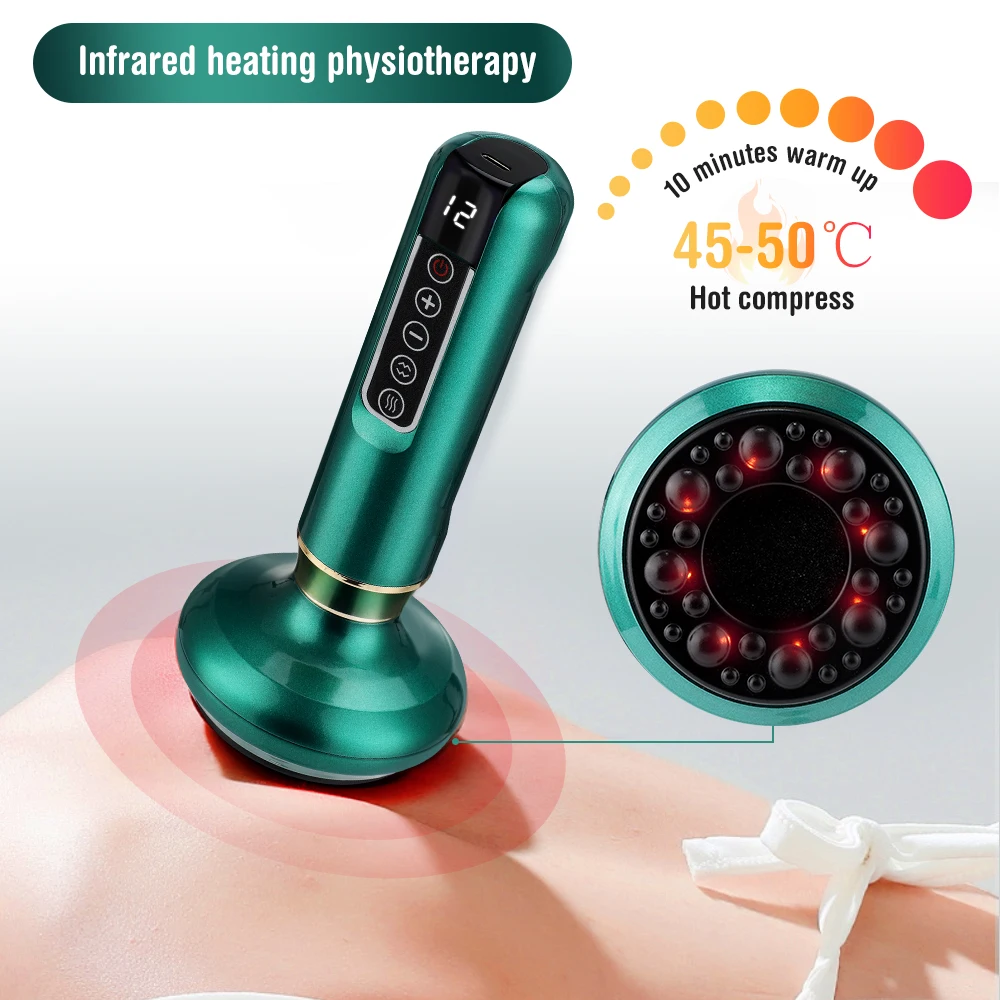 Infrared heating physiotherapy
10 minutes warm up
45-50℃
Hot compress
12